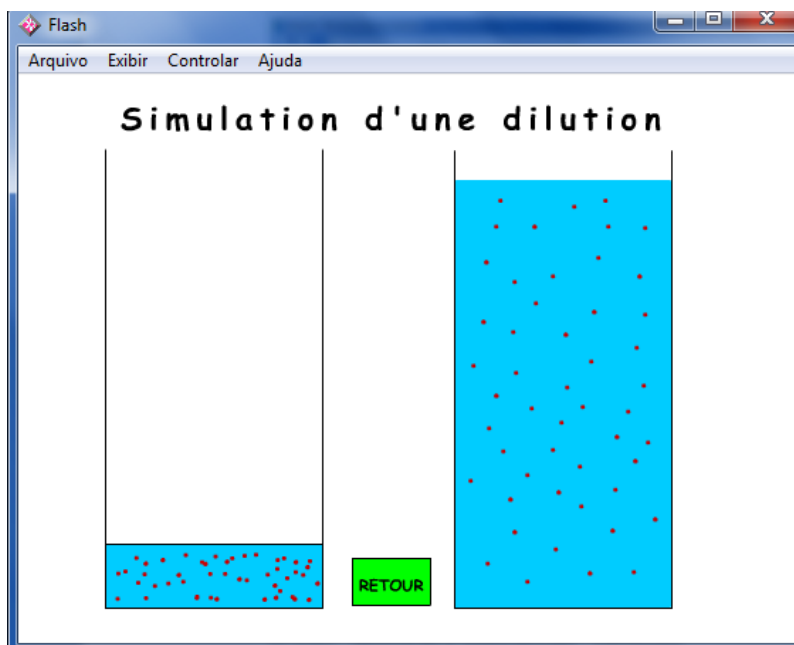 Flash
Arquivo Exibir Controlar Ajuda
Simulation d'une dilution
RETOUR